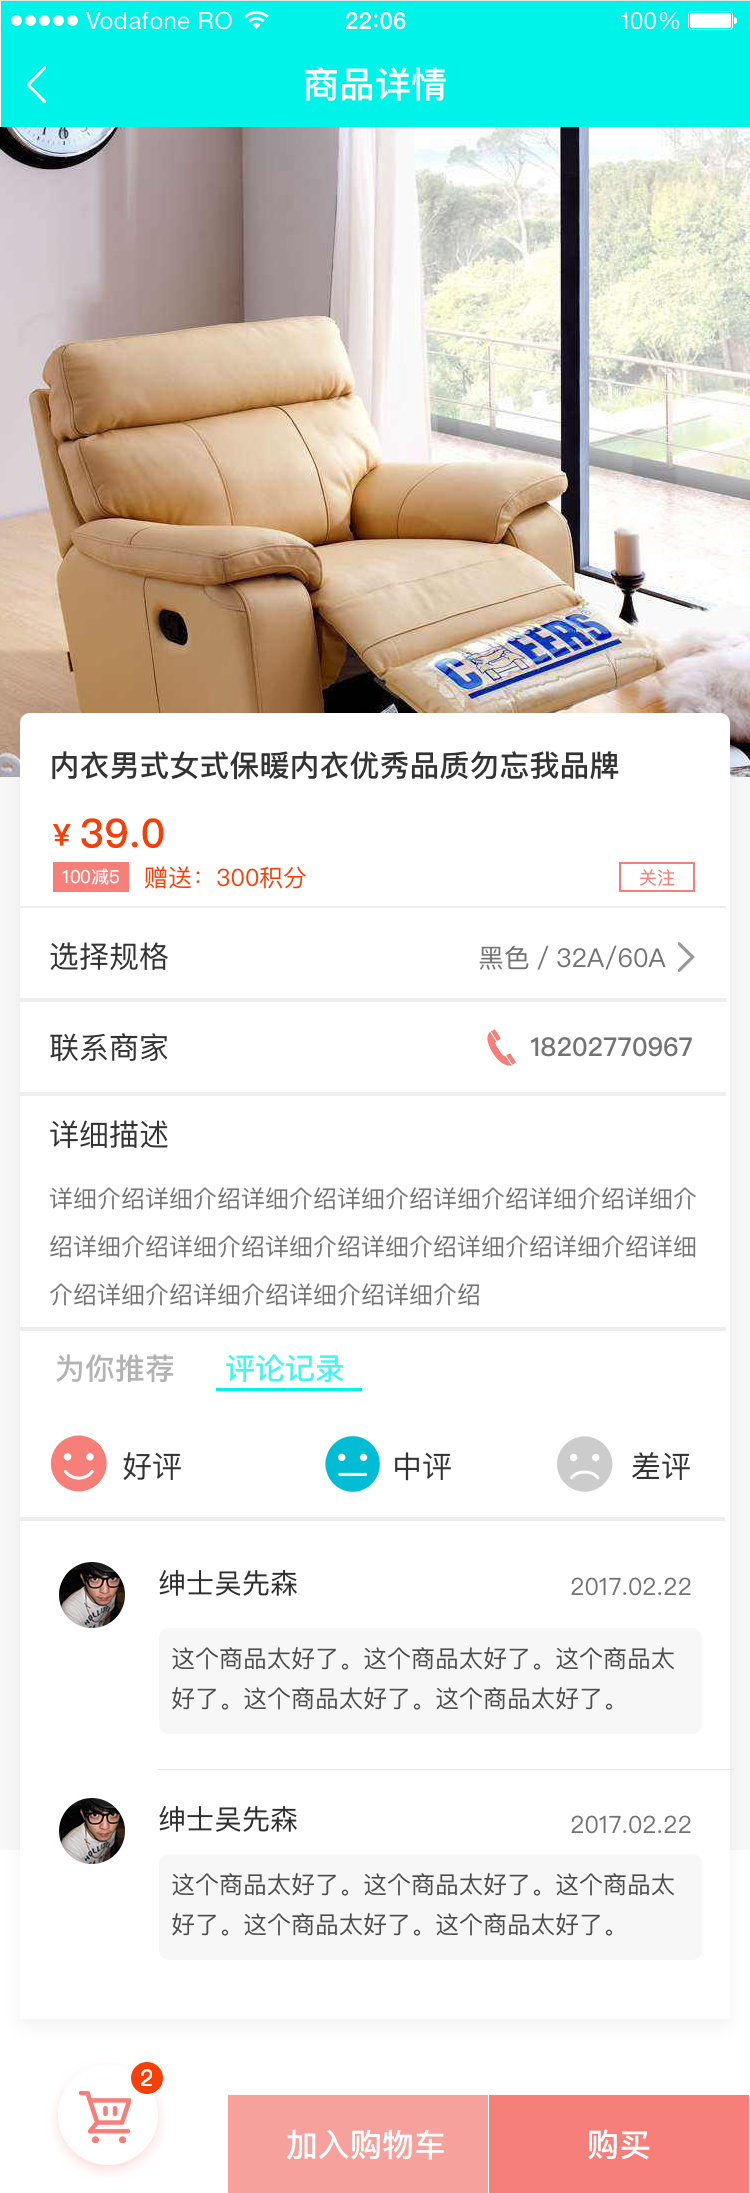 Vodafone RO 22:06 100%
商品详情
CHEERS
内衣男式女式保暖内衣优秀品质勿忘我品牌
¥ 39.0
100减5 赠送：300积分 关注
选择规格 黑色 / 32A/60A
联系商家 18202770967
详细描述
详细介绍详细介绍详细介绍详细介绍详细介绍详细介绍详细介
绍详细介绍详细介绍详细介绍详细介绍详细介绍详细介绍详细
介绍详细介绍详细介绍详细介绍详细介绍
为你推荐 评论记录
好评 中评 差评
绅士吴先森 2017.02.22
这个商品太好了。这个商品太好了。这个商品太
好了。这个商品太好了。这个商品太好了。
绅士吴先森 2017.02.22
这个商品太好了。这个商品太好了。这个商品太
好了。这个商品太好了。这个商品太好了。
2
加入购物车 购买